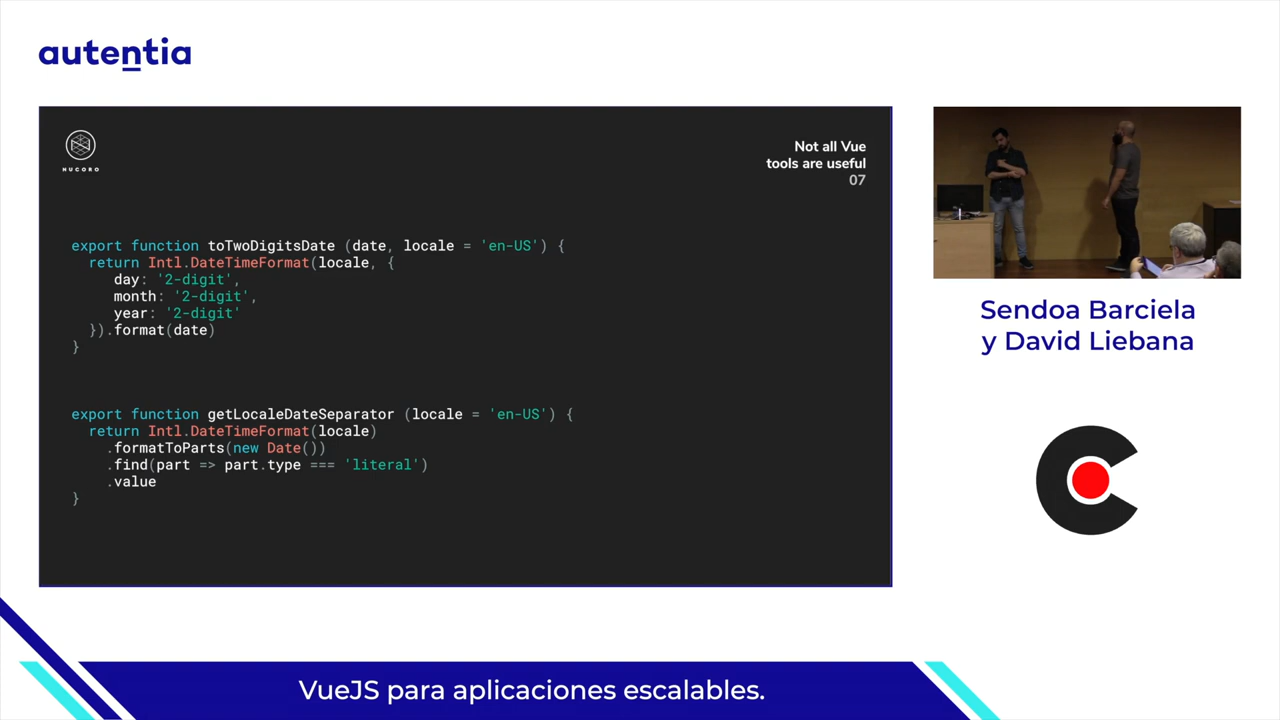 autentia
NUCORO
Not all Vue
tools are useful
07
export function toTwoDigitsDate (date, locale = 'en-US') {
return Intl.DateTimeFormat(locale, {
day: '2-digit',
month: '2-digit',
year: '2-digit'
}).format(date)
}
export function getLocaleDateSeparator (locale = 'en-US') {
return Intl.DateTimeFormat(locale)
.formatToParts(new Date())
.find(part => part.type === 'literal')
.value
}
Sendoa Barciela
y David Liebana
VueJS para aplicaciones escalables.